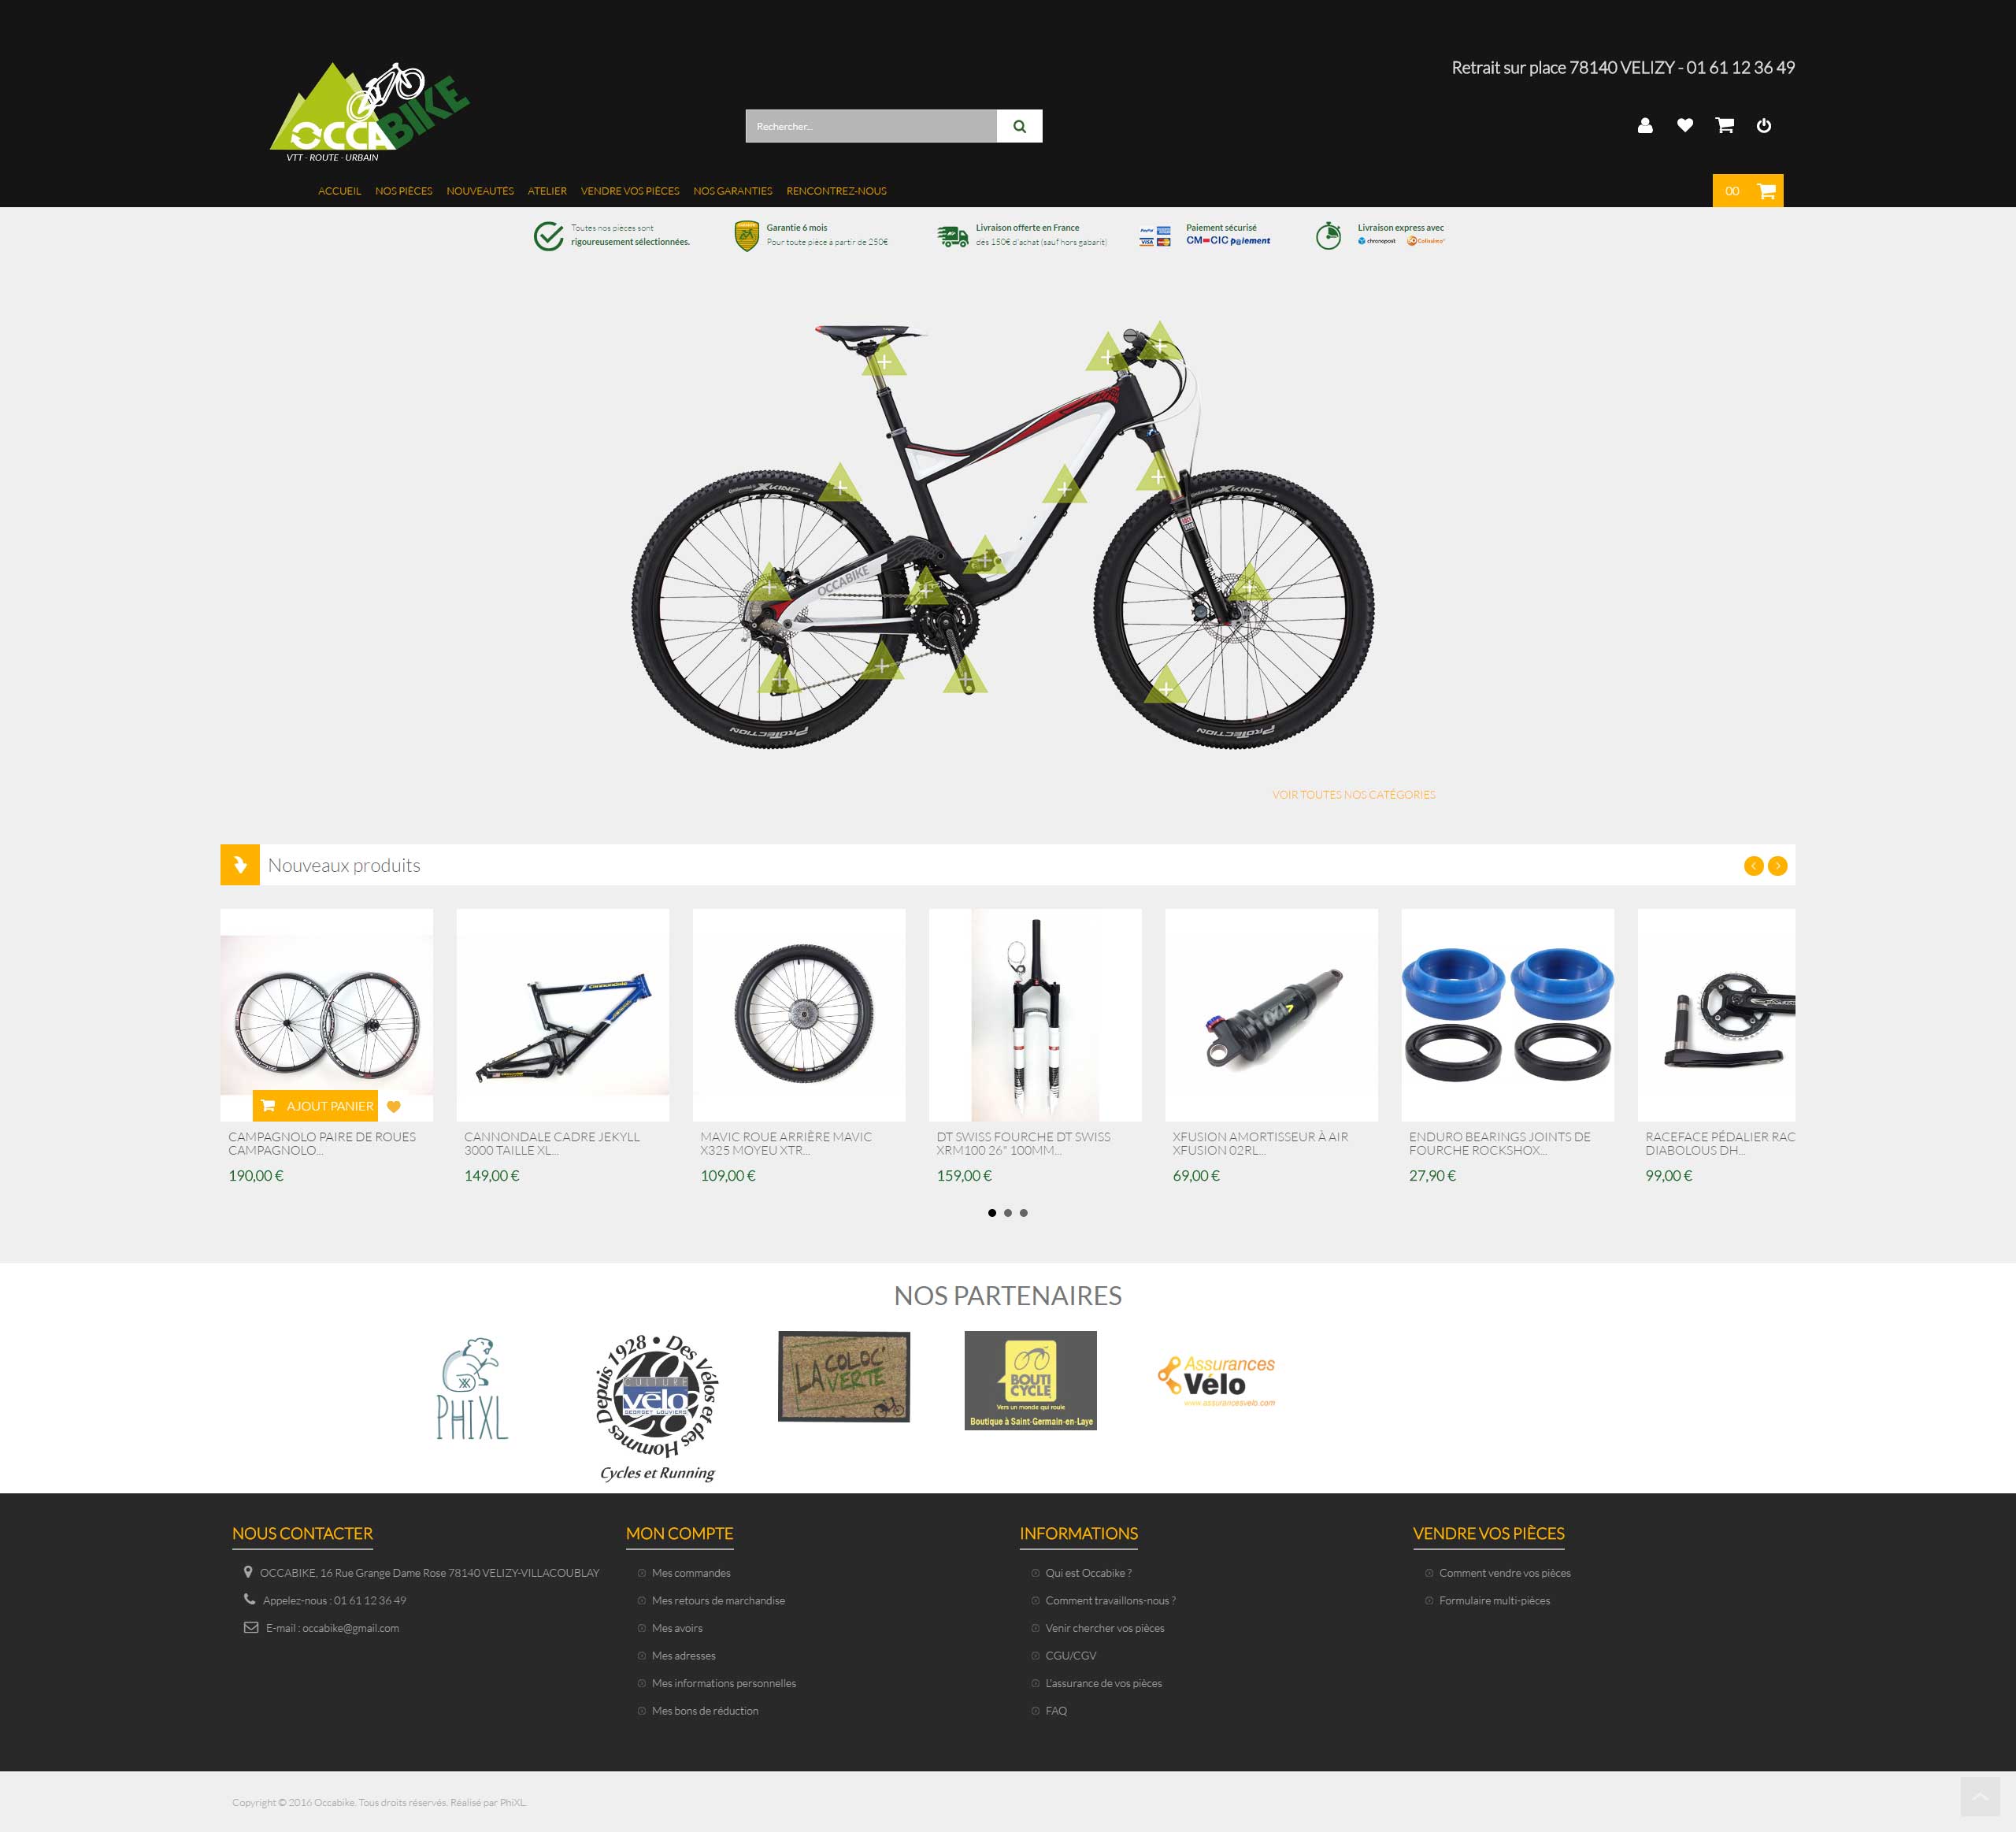 Retrait sur place 78140 VELIZY - 01 61 12 36 49
OCCABIKE
VTT - ROUTE - URBAIN
Rechercher...
ACCUEIL NOS PIÈCES NOUVEAUTÉS ATELIER VENDRE VOS PIÈCES NOS GARANTIES RENCONTREZ-NOUS
00
Toutes nos pièces sont
rigoureusement sélectionnées.
Garantie 6 mois
Pour toute pièce à partir de 250€
Livraison offerte en France
dès 150€ d'achat (sauf hors gabarit)
PayPal
VISA
Paiement sécurisé
CM-CIC p@iement
Livraison express avec
chronopost Colissimo
XKING
OCCABIKE
PROTECTION
XKING
PROTECTION
VOIR TOUTES NOS CATÉGORIES
Nouveaux produits
AJOUT PANIER
CAMPAGNOLO PAIRE DE ROUES
CAMPAGNOLO...
190,00 €
CANNONDALE CADRE JEKYLL
3000 TAILLE XL...
149,00 €
MAVIC ROUE ARRIÈRE MAVIC
X325 MOYEU XTR...
109,00 €
DT SWISS FOURCHE DT SWISS
XRM100 26" 100MM...
159,00 €
XFUSION AMORTISSEUR À AIR
XFUSION 02RL...
69,00 €
ENDURO BEARINGS JOINTS DE
FOURCHE ROCKSHOX...
27,90 €
RACEFACE PÉDALIER RAC
DIABOLOUS DH...
99,00 €
NOS PARTENAIRES
PHIXL
Depuis 1928 • Des Vélos et des Hommes
CULTURE
vélo
GEORGET LOUVIERS
Cycles et Running
LA COLOC'
VERTE
BOUTI
CYCLE
Vers un monde qui roule
Boutique à Saint-Germain-en-Laye
Assurances
Vélo
www.assurancesvelo.com
NOUS CONTACTER
OCCABIKE, 16 Rue Grange Dame Rose 78140 VELIZY-VILLACOUBLAY
Appelez-nous : 01 61 12 36 49
E-mail : occabike@gmail.com
MON COMPTE
Mes commandes
Mes retours de marchandise
Mes avoirs
Mes adresses
Mes informations personnelles
Mes bons de réduction
INFORMATIONS
Qui est Occabike ?
Comment travaillons-nous ?
Venir chercher vos pièces
CGU/CGV
L'assurance de vos pièces
FAQ
VENDRE VOS PIÈCES
Comment vendre vos pièces
Formulaire multi-pièces
Copyright © 2016 Occabike. Tous droits réservés. Réalisé par PhiXL.